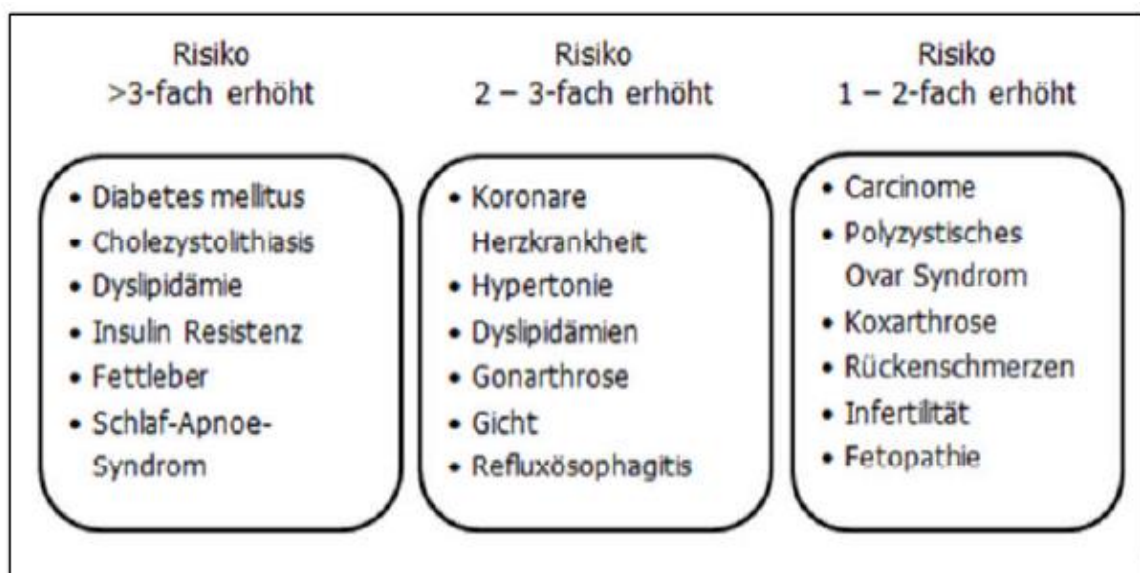 Risiko
>3-fach erhöht
• Diabetes mellitus
• Cholezystolithiasis
• Dyslipidämie
• Insulin Resistenz
• Fettleber
• Schlaf-Apnoe-
Syndrom
Risiko
2 – 3-fach erhöht
• Koronare
Herzkrankheit
• Hypertonie
• Dyslipidämien
• Gonarthrose
• Gicht
• Refluxösophagitis
Risiko
1 – 2-fach erhöht
• Carcinome
• Polyzystisches
Ovar Syndrom
• Koxarthrose
• Rückenschmerzen
• Infertilität
• Fetopathie